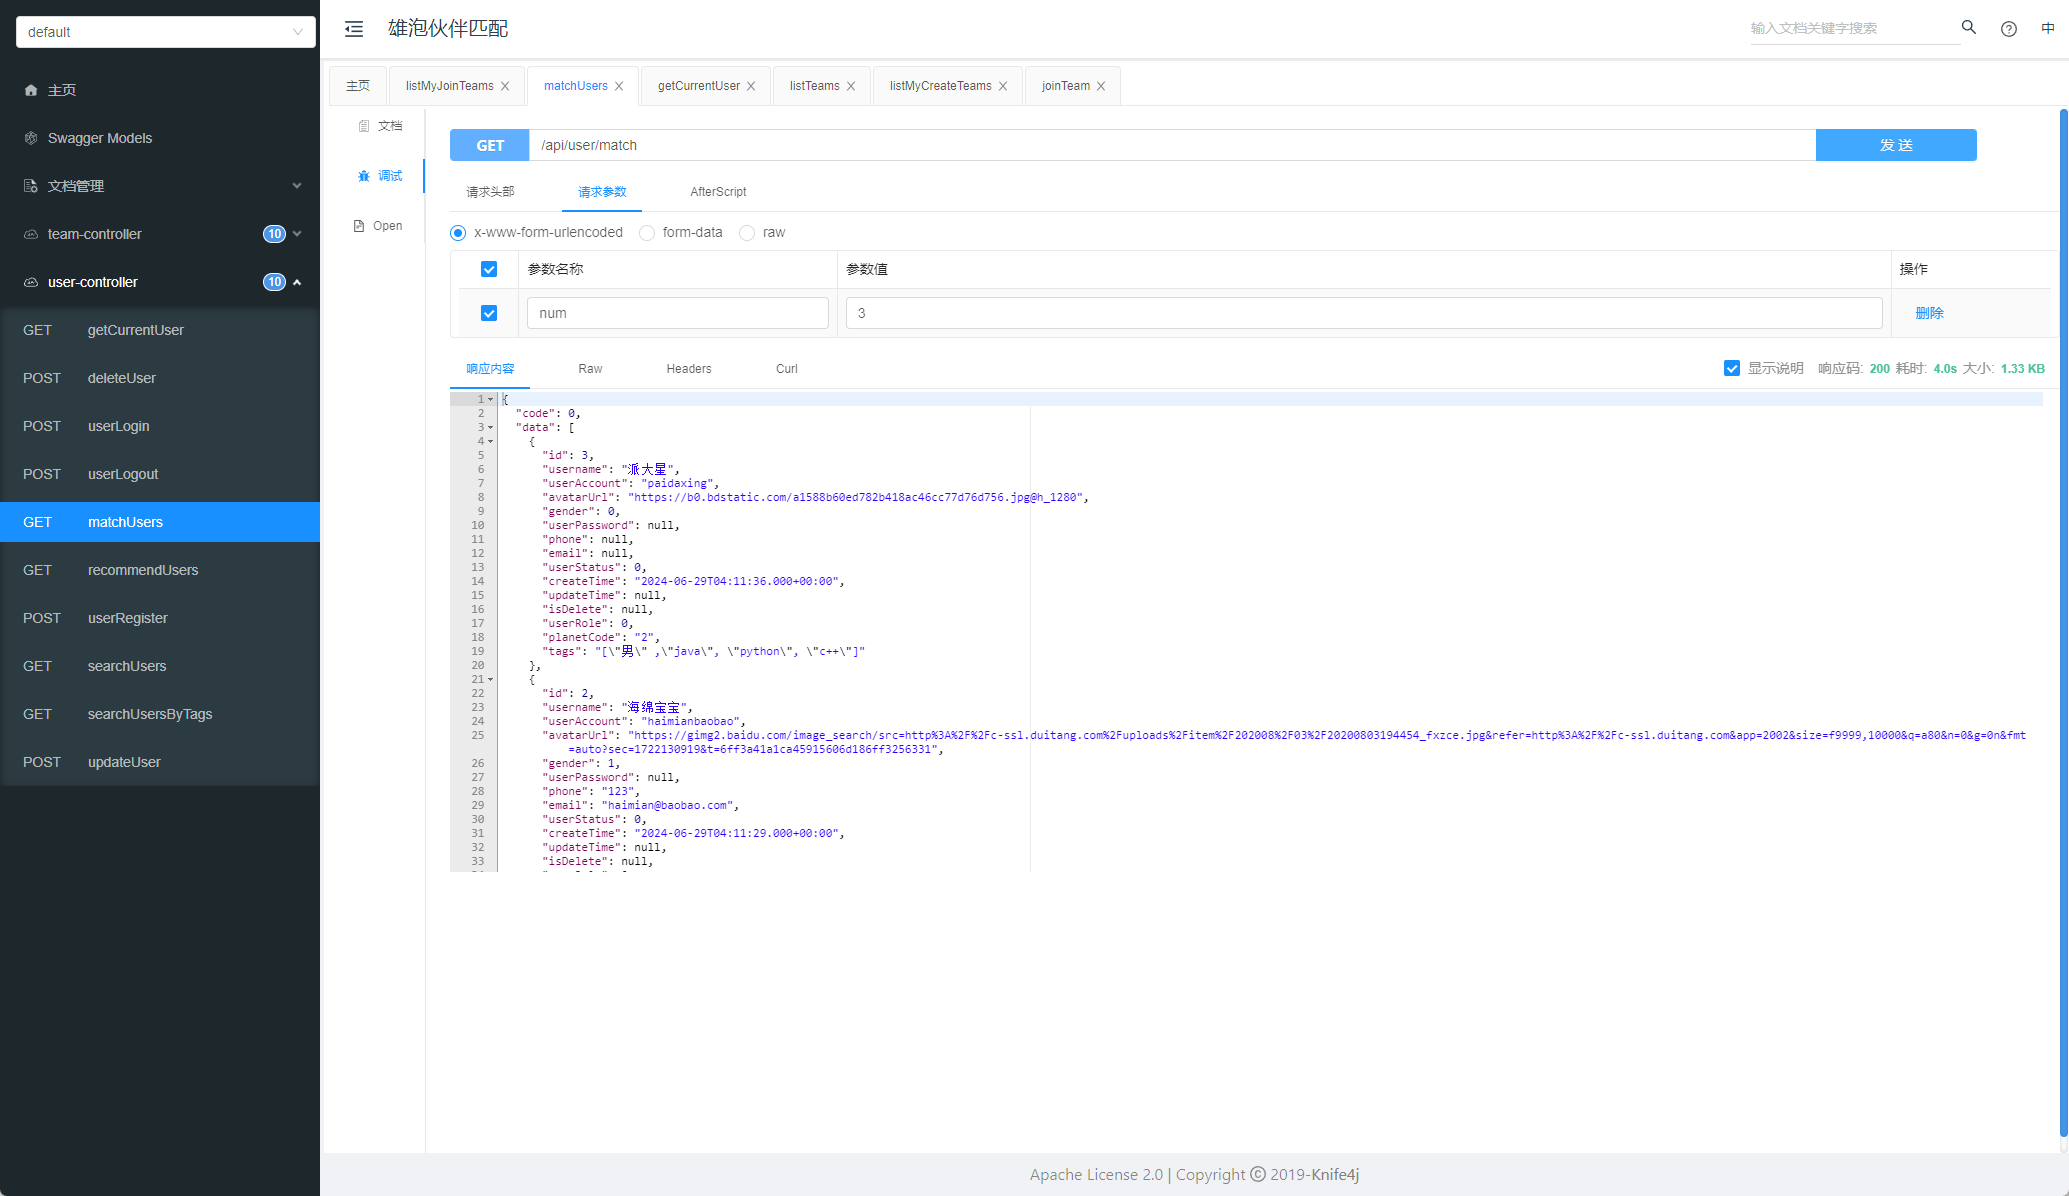 default
主页
Swagger Models
文档管理
team-controller 10
user-controller 10
GET getCurrentUser
POST deleteUser
POST userLogin
POST userLogout
GET matchUsers
GET recommendUsers
POST userRegister
GET searchUsers
GET searchUsersByTags
POST updateUser
雄泡伙伴匹配
输入文档关键字搜索
中
主页 listMyJoinTeams matchUsers getCurrentUser listTeams listMyCreateTeams joinTeam
文档
调试
Open
GET /api/user/match 发送
请求头部 请求参数 AfterScript
x-www-form-urlencoded form-data raw
参数名称 参数值 操作
num 3 删除
响应内容 Raw Headers Curl 显示说明 响应码: 200 耗时: 4.0s 大小: 1.33 KB
1 {
2 "code": 0,
3 "data": [
4 {
5 "id": 3,
6 "username": "派大星",
7 "userAccount": "paidaxing",
8 "avatarUrl": "https://b0.bdstatic.com/a1588b60ed782b418ac46cc77d76d756.jpg@h_1280",
9 "gender": 0,
10 "userPassword": null,
11 "phone": null,
12 "email": null,
13 "userStatus": 0,
14 "createTime": "2024-06-29T04:11:36.000+00:00",
15 "updateTime": null,
16 "isDelete": null,
17 "userRole": 0,
18 "planetCode": "2",
19 "tags": "[\"男\" ,\"java\", \"python\", \"c++\"]"
20 },
21 {
22 "id": 2,
23 "username": "海绵宝宝",
24 "userAccount": "haimianbaobao",
25 "avatarUrl": "https://gimg2.baidu.com/image_search/src=http%3A%2F%2Fc-ssl.duitang.com%2Fuploads%2Fitem%2F202008%2F03%2F20200803194454_fxzce.jpg&refer=http%3A%2F%2Fc-ssl.duitang.com&app=2002&size=f9999,10000&q=a80&n=0&g=0n&fmt
=auto?sec=1722130919&t=6ff3a41a1ca45915606d186ff3256331",
26 "gender": 1,
27 "userPassword": null,
28 "phone": "123",
29 "email": "haimian@baobao.com",
30 "userStatus": 0,
31 "createTime": "2024-06-29T04:11:29.000+00:00",
32 "updateTime": null,
33 "isDelete": null,
Apache License 2.0 | Copyright © 2019-Knife4j